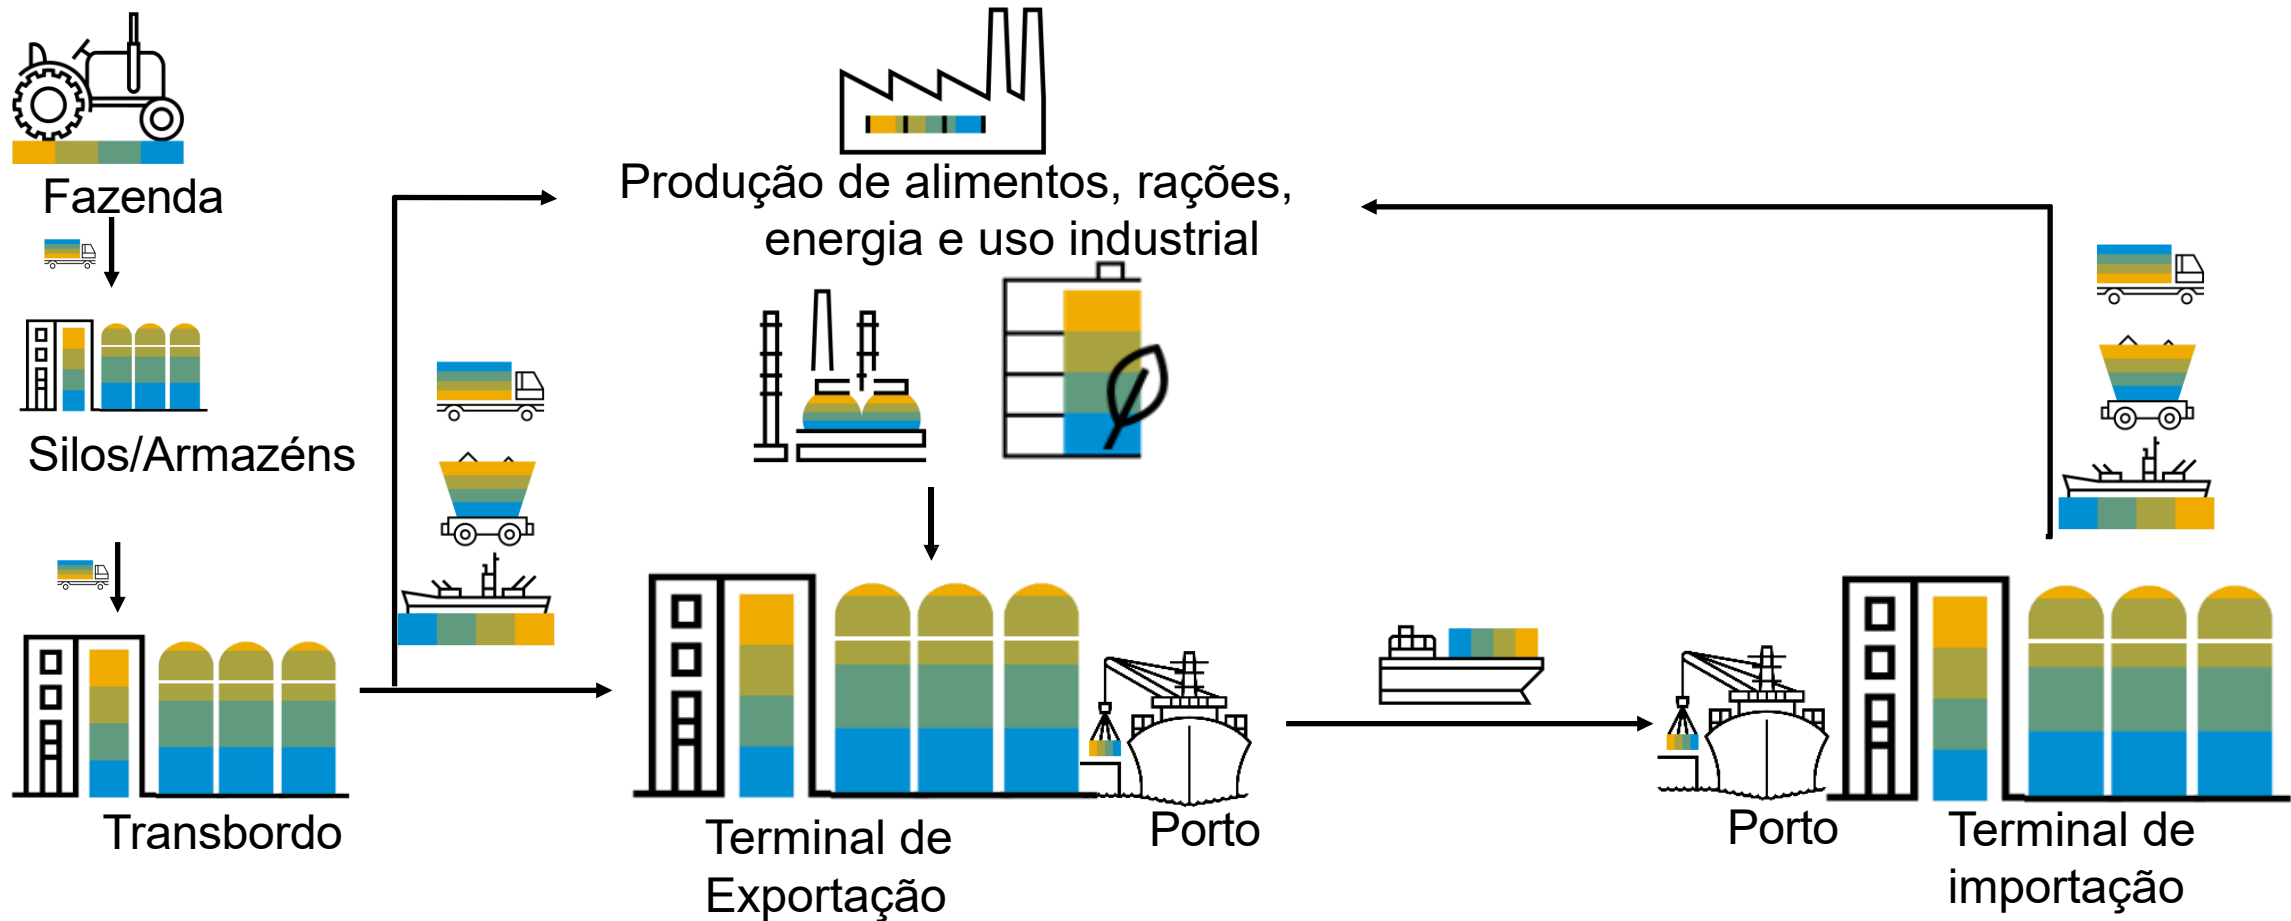 Fazenda
Produção de alimentos, rações,
energia e uso industrial
Silos/Armazéns
Transbordo
Terminal de
Exportação
Porto
Porto
Terminal de
importação